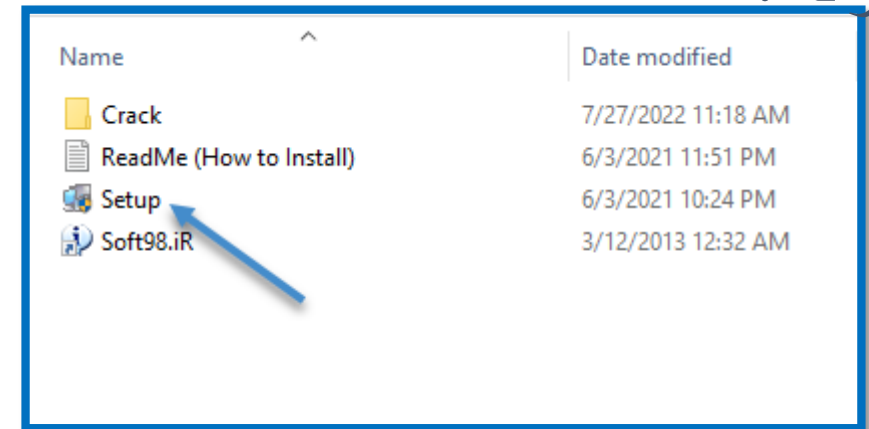 Name Date modified
Crack 7/27/2022 11:18 AM
ReadMe (How to Install) 6/3/2021 11:51 PM
Setup 6/3/2021 10:24 PM
Soft98.iR 3/12/2013 12:32 AM